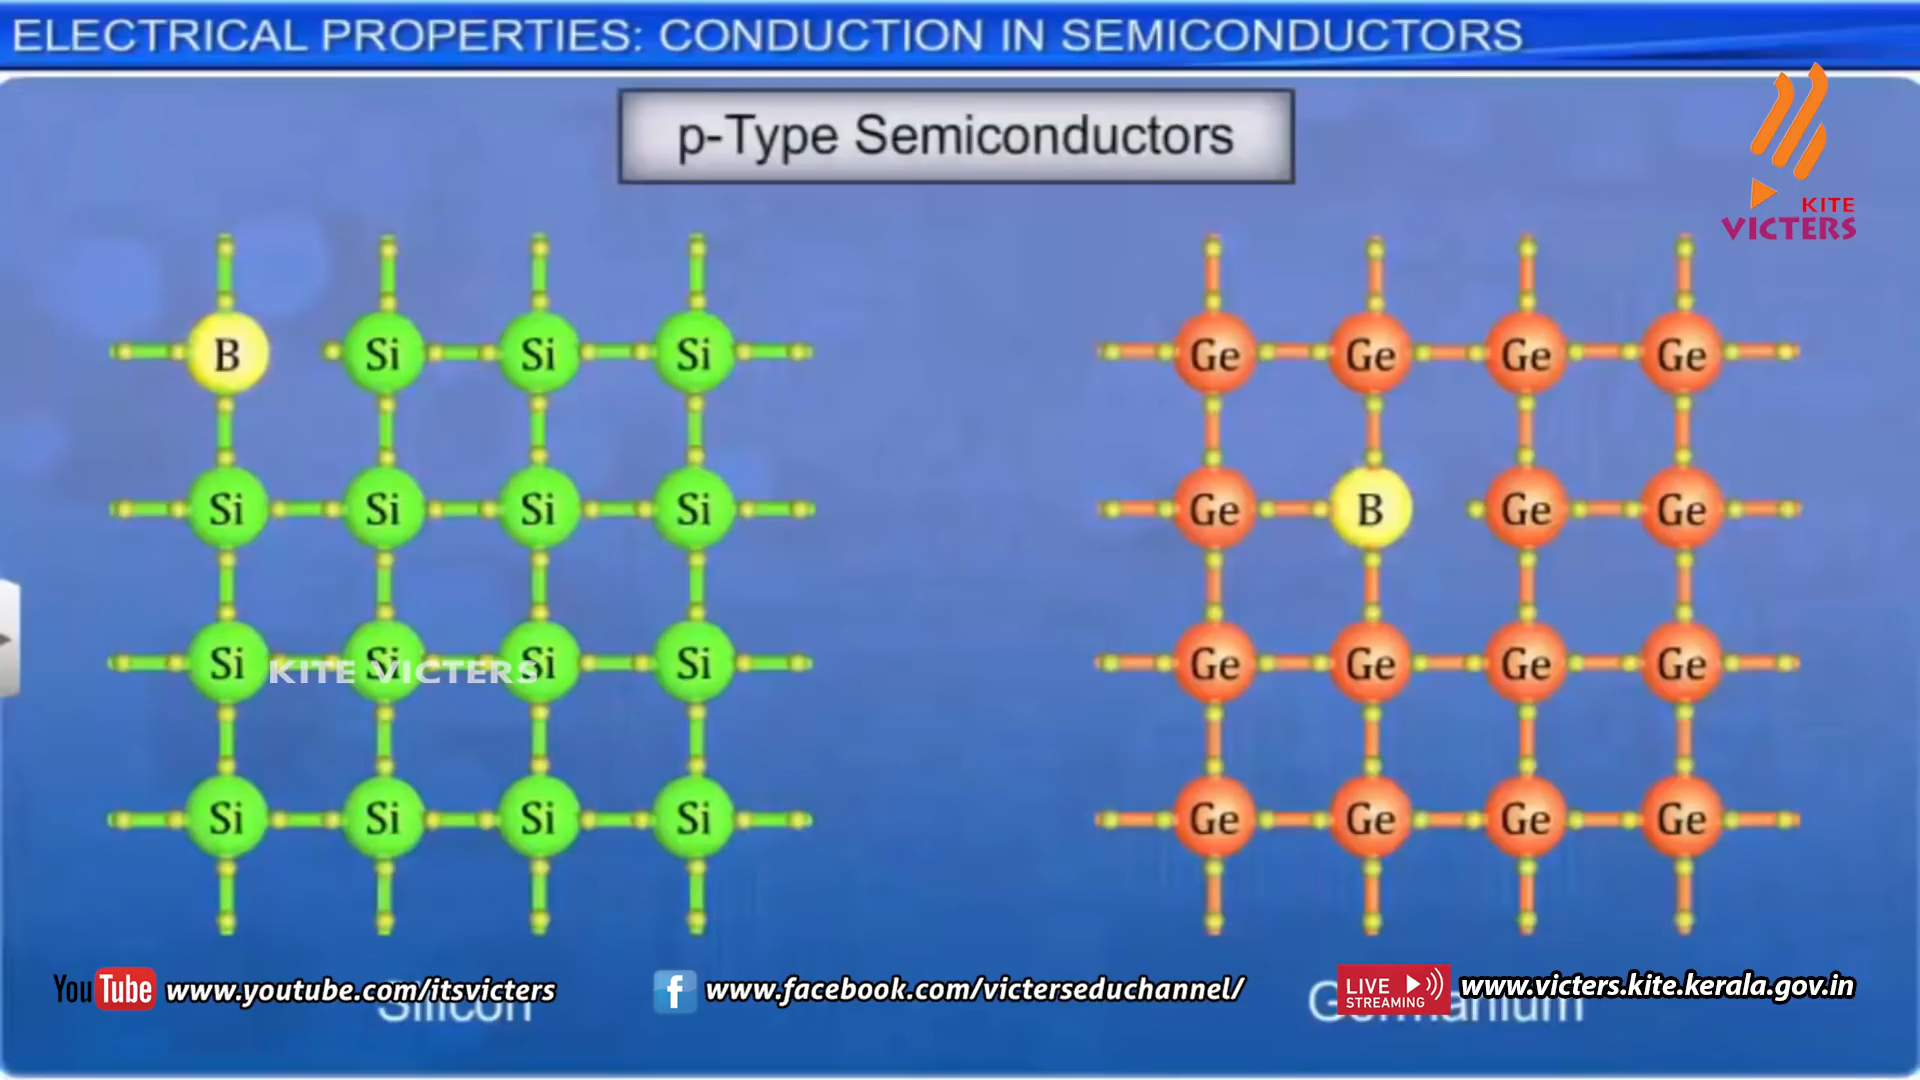 ELECTRICAL PROPERTIES: CONDUCTION IN SEMICONDUCTORS
p-Type Semiconductors
KITE
VICTERS
B Si Si Si
Ge Ge Ge Ge
Si Si Si Si
Ge B Ge Ge
Si Si Si Si
KITE VICTERS
Ge Ge Ge Ge
Si Si Si Si
Ge Ge Ge Ge
YouTube www.youtube.com/itsvicters
f www.facebook.com/victerseduchannel/
LIVE STREAMING www.victers.kite.kerala.gov.in
Silicon
Germanium